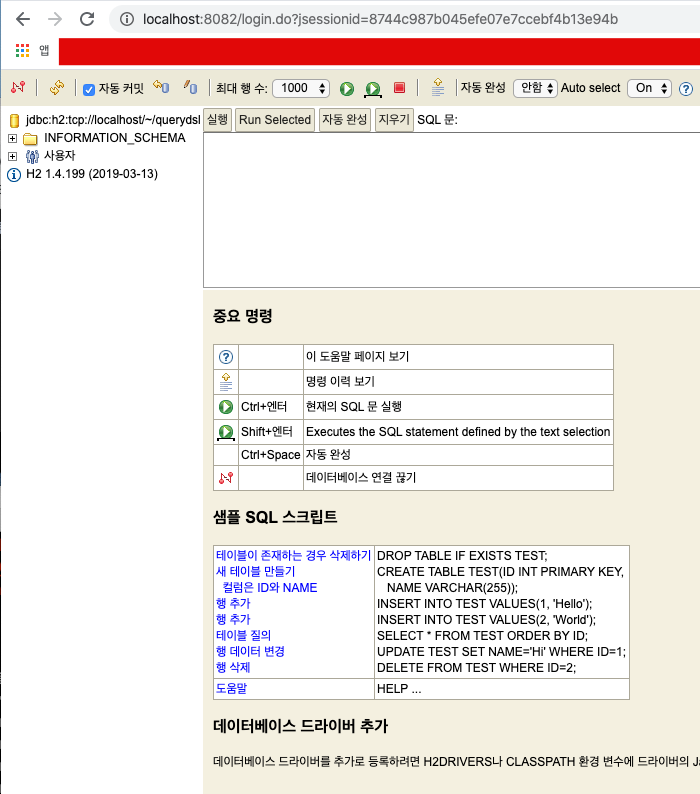 localhost:8082/login.do?jsessionid=8744c987b045efe07e7ccebf4b13e94b
앱
자동 커밋 최대 행 수: 1000 자동 완성 안함 Auto select On
jdbc:h2:tcp://localhost/~/querydsl
INFORMATION_SCHEMA
사용자
H2 1.4.199 (2019-03-13)
실행 Run Selected 자동 완성 지우기 SQL 문:
중요 명령
이 도움말 페이지 보기
명령 이력 보기
Ctrl+엔터 현재의 SQL 문 실행
Shift+엔터 Executes the SQL statement defined by the text selection
Ctrl+Space 자동 완성
데이터베이스 연결 끊기
샘플 SQL 스크립트
테이블이 존재하는 경우 삭제하기 DROP TABLE IF EXISTS TEST;
새 테이블 만들기 CREATE TABLE TEST(ID INT PRIMARY KEY,
컬럼은 ID와 NAME NAME VARCHAR(255));
행 추가 INSERT INTO TEST VALUES(1, 'Hello');
행 추가 INSERT INTO TEST VALUES(2, 'World');
테이블 질의 SELECT * FROM TEST ORDER BY ID;
행 데이터 변경 UPDATE TEST SET NAME='Hi' WHERE ID=1;
행 삭제 DELETE FROM TEST WHERE ID=2;
도움말 HELP ...
데이터베이스 드라이버 추가
데이터베이스 드라이버를 추가로 등록하려면 H2DRIVERS나 CLASSPATH 환경 변수에 드라이버의